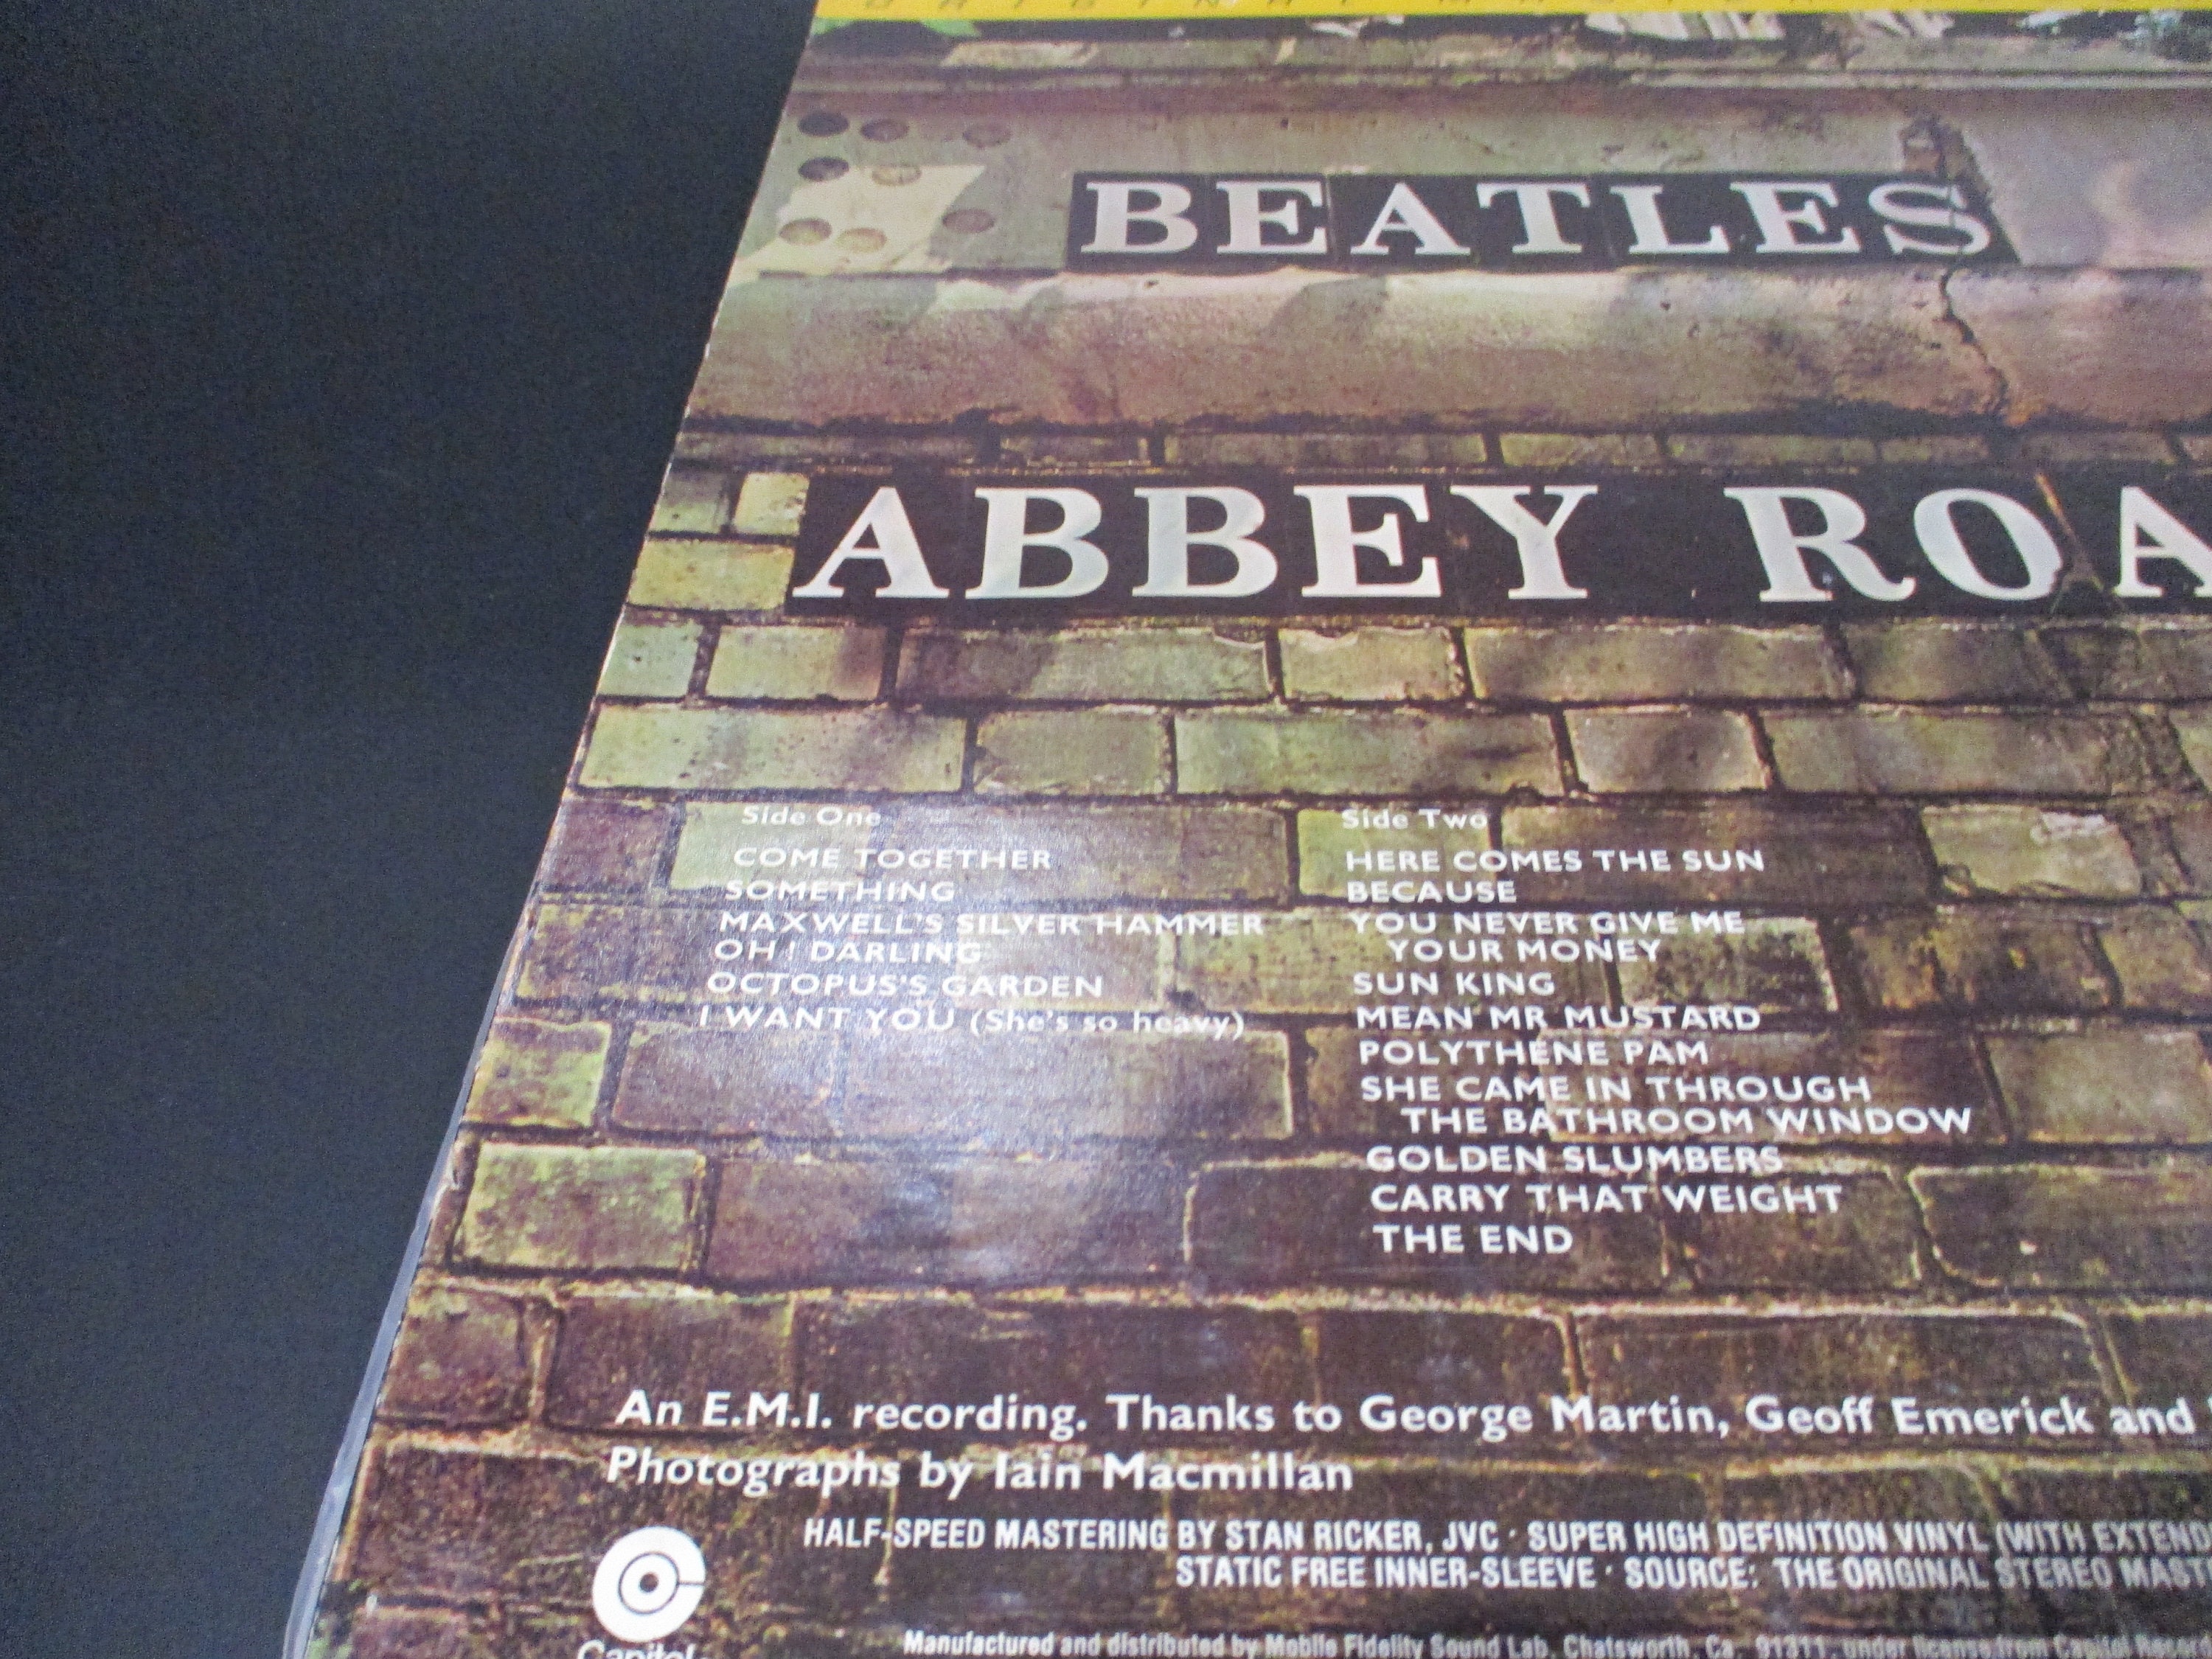 BEATLES
ABBEY ROA
Side One
COME TOGETHER
SOMETHING
MAXWELL'S SILVER HAMMER
OH! DARLING
OCTOPUS'S GARDEN
I WANT YOU (She's so heavy)
Side Two
HERE COMES THE SUN
BECAUSE
YOU NEVER GIVE ME
YOUR MONEY
SUN KING
MEAN MR MUSTARD
POLYTHENE PAM
SHE CAME IN THROUGH
THE BATHROOM WINDOW
GOLDEN SLUMBERS
CARRY THAT WEIGHT
THE END
An E.M.I. recording. Thanks to George Martin, Geoff Emerick and
Photographs by Iain Macmillan
HALF-SPEED MASTERING BY STAN RICKER, JVC · SUPER HIGH DEFINITION VINYL (WITH EXTEND
STATIC FREE INNER-SLEEVE · SOURCE: THE ORIGINAL STEREO MAST
Capitol
Manufactured and distributed by Mobile Fidelity Sound Lab, Chatsworth, Ca. 91311, under license from Capitol Recor